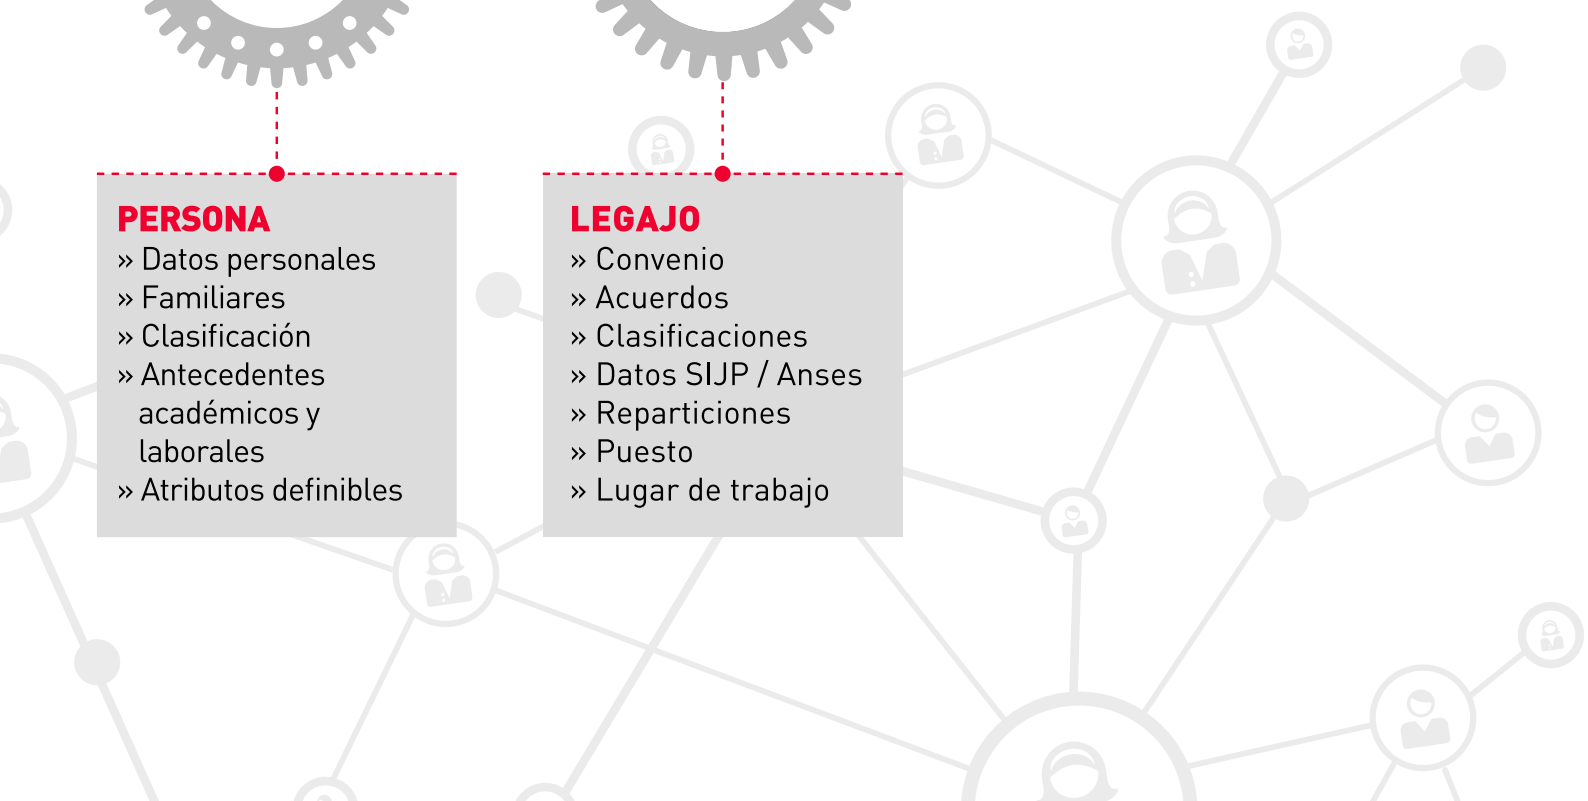 PERSONA
» Datos personales
» Familiares
» Clasificación
» Antecedentes
académicos y
laborales
» Atributos definibles
LEGAJO
» Convenio
» Acuerdos
» Clasificaciones
» Datos SIJP / Anses
» Reparticiones
» Puesto
» Lugar de trabajo